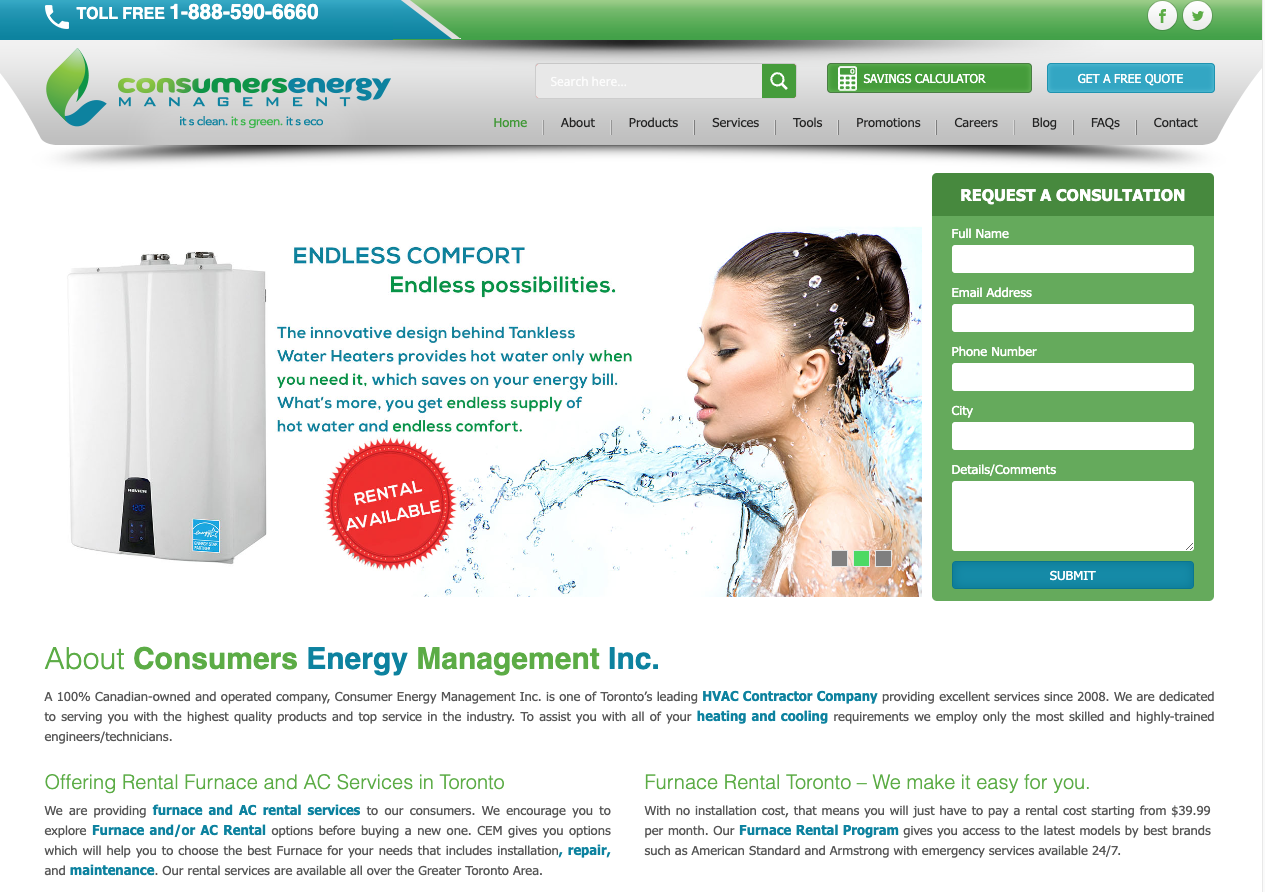 TOLL FREE 1-888-590-6660
consumersenergy
MANAGEMENT
it s clean. it s green. it s eco
Search here...
SAVINGS CALCULATOR
GET A FREE QUOTE
Home
About
Products
Services
Tools
Promotions
Careers
Blog
FAQs
Contact
ENDLESS COMFORT
Endless possibilities.
The innovative design behind Tankless
Water Heaters provides hot water only when
you need it, which saves on your energy bill.
What's more, you get endless supply of
hot water and endless comfort.
RENTAL
AVAILABLE
REQUEST A CONSULTATION
Full Name
Email Address
Phone Number
City
Details/Comments
SUBMIT
About Consumers Energy Management Inc.
A 100% Canadian-owned and operated company, Consumer Energy Management Inc. is one of Toronto's leading HVAC Contractor Company providing excellent services since 2008. We are dedicated
to serving you with the highest quality products and top service in the industry. To assist you with all of your heating and cooling requirements we employ only the most skilled and highly-trained
engineers/technicians.
Offering Rental Furnace and AC Services in Toronto
We are providing furnace and AC rental services to our consumers. We encourage you to
explore Furnace and/or AC Rental options before buying a new one. CEM gives you options
which will help you to choose the best Furnace for your needs that includes installation, repair,
and maintenance. Our rental services are available all over the Greater Toronto Area.
Furnace Rental Toronto – We make it easy for you.
With no installation cost, that means you will just have to pay a rental cost starting from $39.99
per month. Our Furnace Rental Program gives you access to the latest models by best brands
such as American Standard and Armstrong with emergency services available 24/7.